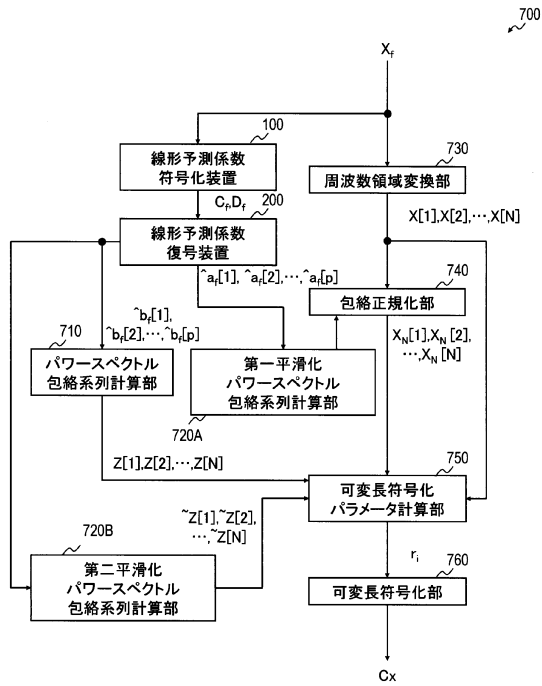 700
X_f
100
線形予測係数
符号化装置
730
周波数領域変換部
C_f,D_f
200
X[1],X[2],…,X[N]
線形予測係数
復号装置
740
^a_f[1], ^a_f[2],…,^a_f[p]
包絡正規化部
^b_f[1],
^b_f[2],…,^b_f[p]
X_N[1],X_N[2],
…,X_N[N]
710
パワースペクトル
包絡系列計算部
第一平滑化
パワースペクトル
包絡系列計算部
720A
750
Z[1],Z[2],…,Z[N]
可変長符号化
パラメータ計算部
~Z[1],~Z[2],
…,~Z[N]
720B
第二平滑化
パワースペクトル
包絡系列計算部
r_i
760
可変長符号化部
Cx